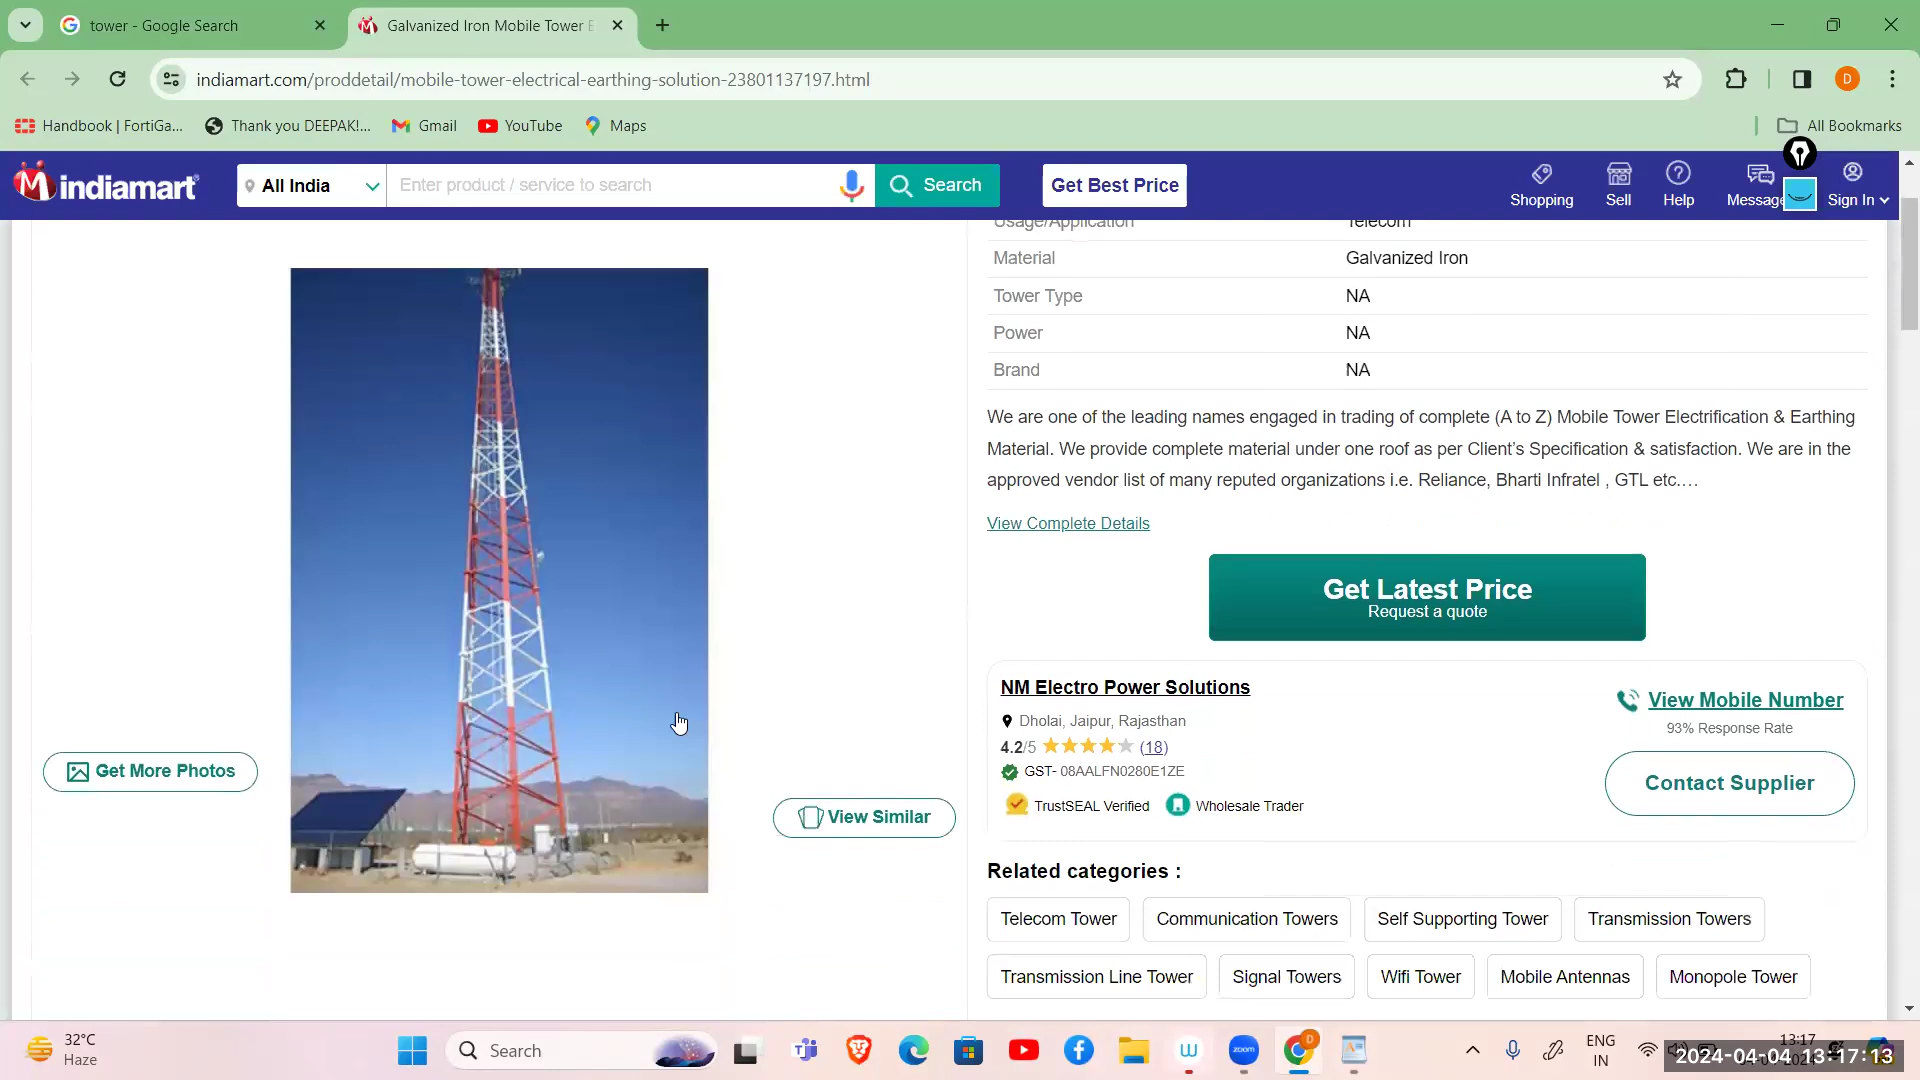 tower - Google Search
Galvanized Iron Mobile Tower E
indiamart.com/proddetail/mobile-tower-electrical-earthing-solution-23801137197.html
D
Handbook | FortiGa...
Thank you DEEPAK!...
Gmail
YouTube
Maps
All Bookmarks
indiamart
All India
Enter product / service to search
Search
Get Best Price
Shopping
Sell
Help
Message
Sign In
Usage/Application Telecom
Material Galvanized Iron
Tower Type NA
Power NA
Brand NA
We are one of the leading names engaged in trading of complete (A to Z) Mobile Tower Electrification & Earthing
Material. We provide complete material under one roof as per Client's Specification & satisfaction. We are in the
approved vendor list of many reputed organizations i.e. Reliance, Bharti Infratel , GTL etc.…
View Complete Details
Get Latest Price
Request a quote
Get More Photos
View Similar
NM Electro Power Solutions
Dholai, Jaipur, Rajasthan
4.2/5 (18)
GST- 08AALFN0280E1ZE
TrustSEAL Verified
Wholesale Trader
View Mobile Number
93% Response Rate
Contact Supplier
Related categories :
Telecom Tower
Communication Towers
Self Supporting Tower
Transmission Towers
Transmission Line Tower
Signal Towers
Wifi Tower
Mobile Antennas
Monopole Tower
32°C
Haze
Search
zoom
ENG
IN
13:17
2024-04-04 13:17:13